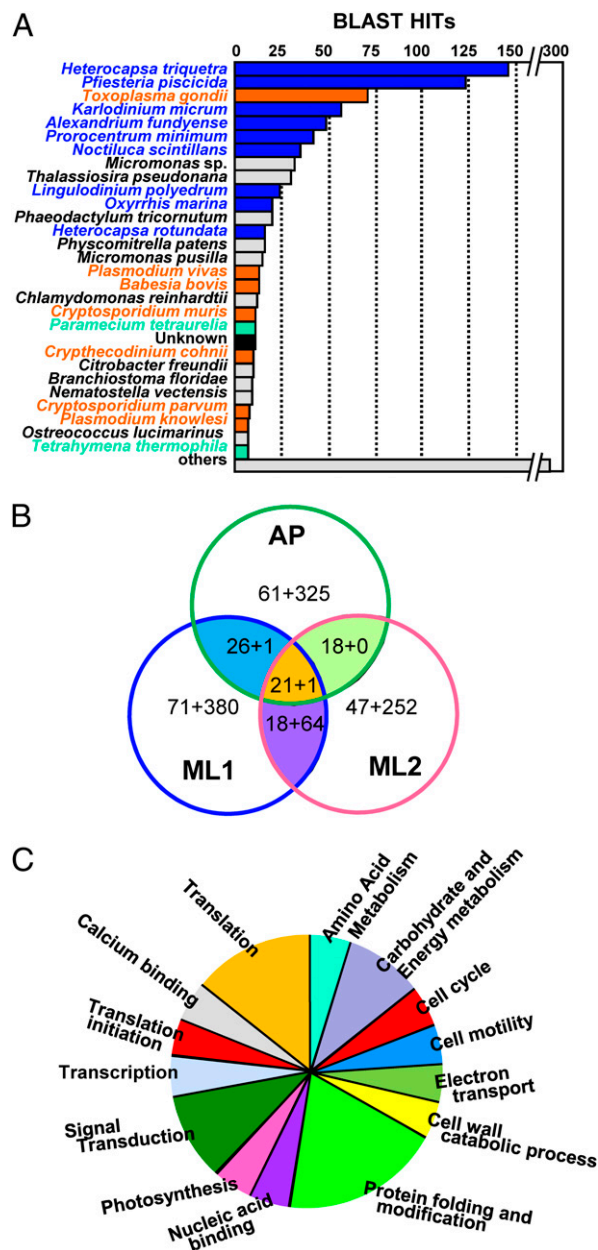 A
BLAST HITs
0 25 50 75 100 125 150 300
Heterocapsa triquetra
Pfiesteria piscicida
Toxoplasma gondii
Karlodinium micrum
Alexandrium fundyense
Prorocentrum minimum
Noctiluca scintillans
Micromonas sp.
Thalassiosira pseudonana
Lingulodinium polyedrum
Oxyrrhis marina
Phaeodactylum tricornutum
Heterocapsa rotundata
Physcomitrella patens
Micromonas pusilla
Plasmodium vivas
Babesia bovis
Chlamydomonas reinhardtii
Cryptosporidium muris
Paramecium tetraurelia
Unknown
Crypthecodinium cohnii
Citrobacter freundii
Branchiostoma floridae
Nematostella vectensis
Cryptosporidium parvum
Plasmodium knowlesi
Ostreococcus lucimarinus
Tetrahymena thermophila
others
B
AP
61+325
26+1
18+0
21+1
71+380
47+252
18+64
ML1
ML2
C
Translation
Amino Acid
Metabolism
Carbohydrate and
Energy metabolism
Calcium binding
Cell cycle
Translation
initiation
Cell motility
Transcription
Electron
transport
Signal
Transduction
Cell wall
catabolic process
Photosynthesis
Nucleic acid
binding
Protein folding and
modification